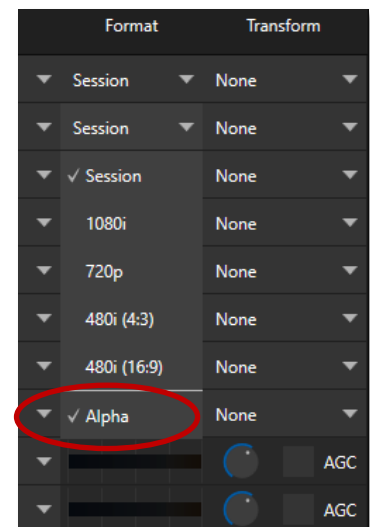 Format Transform
Session None
Session None
✓ Session None
1080i None
720p None
480i (4:3) None
480i (16:9) None
✓ Alpha None
AGC
AGC